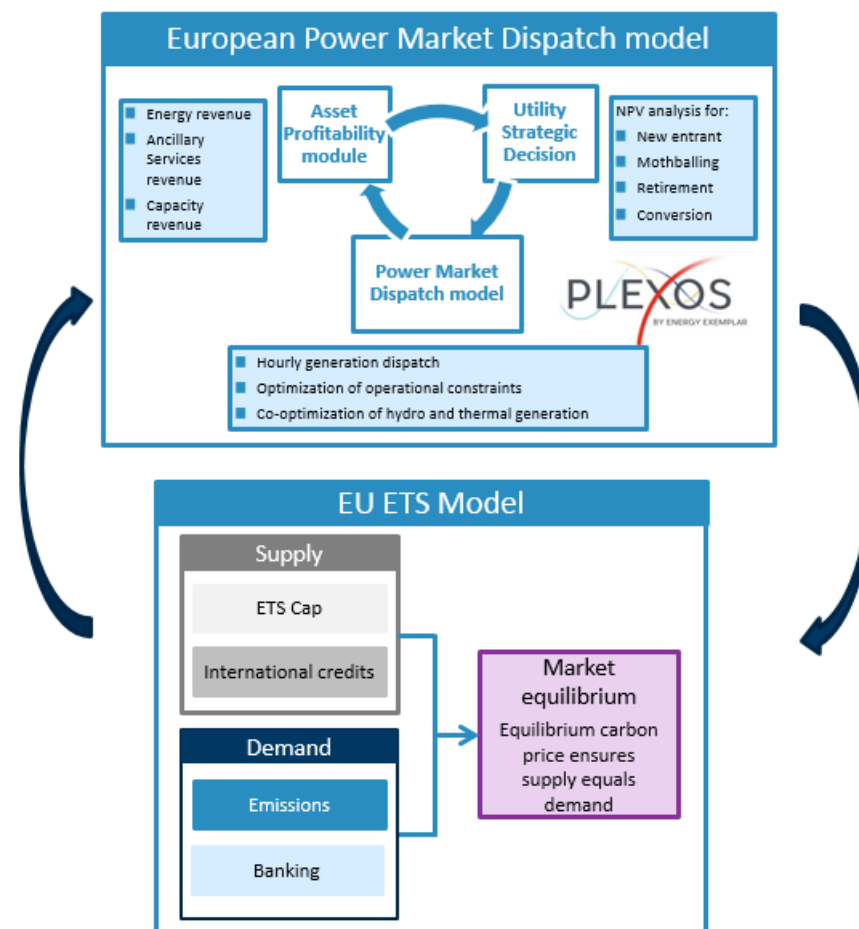 European Power Market Dispatch model
Energy revenue
Ancillary
Services
revenue
Capacity
revenue
Asset
Profitability
module
Utility
Strategic
Decision
NPV analysis for:
New entrant
Mothballing
Retirement
Conversion
Power Market
Dispatch model
PLEXOS
BY ENERGY EXEMPLAR
Hourly generation dispatch
Optimization of operational constraints
Co-optimization of hydro and thermal generation
EU ETS Model
Supply
ETS Cap
International credits
Demand
Emissions
Banking
Market
equilibrium
Equilibrium carbon
price ensures
supply equals
demand